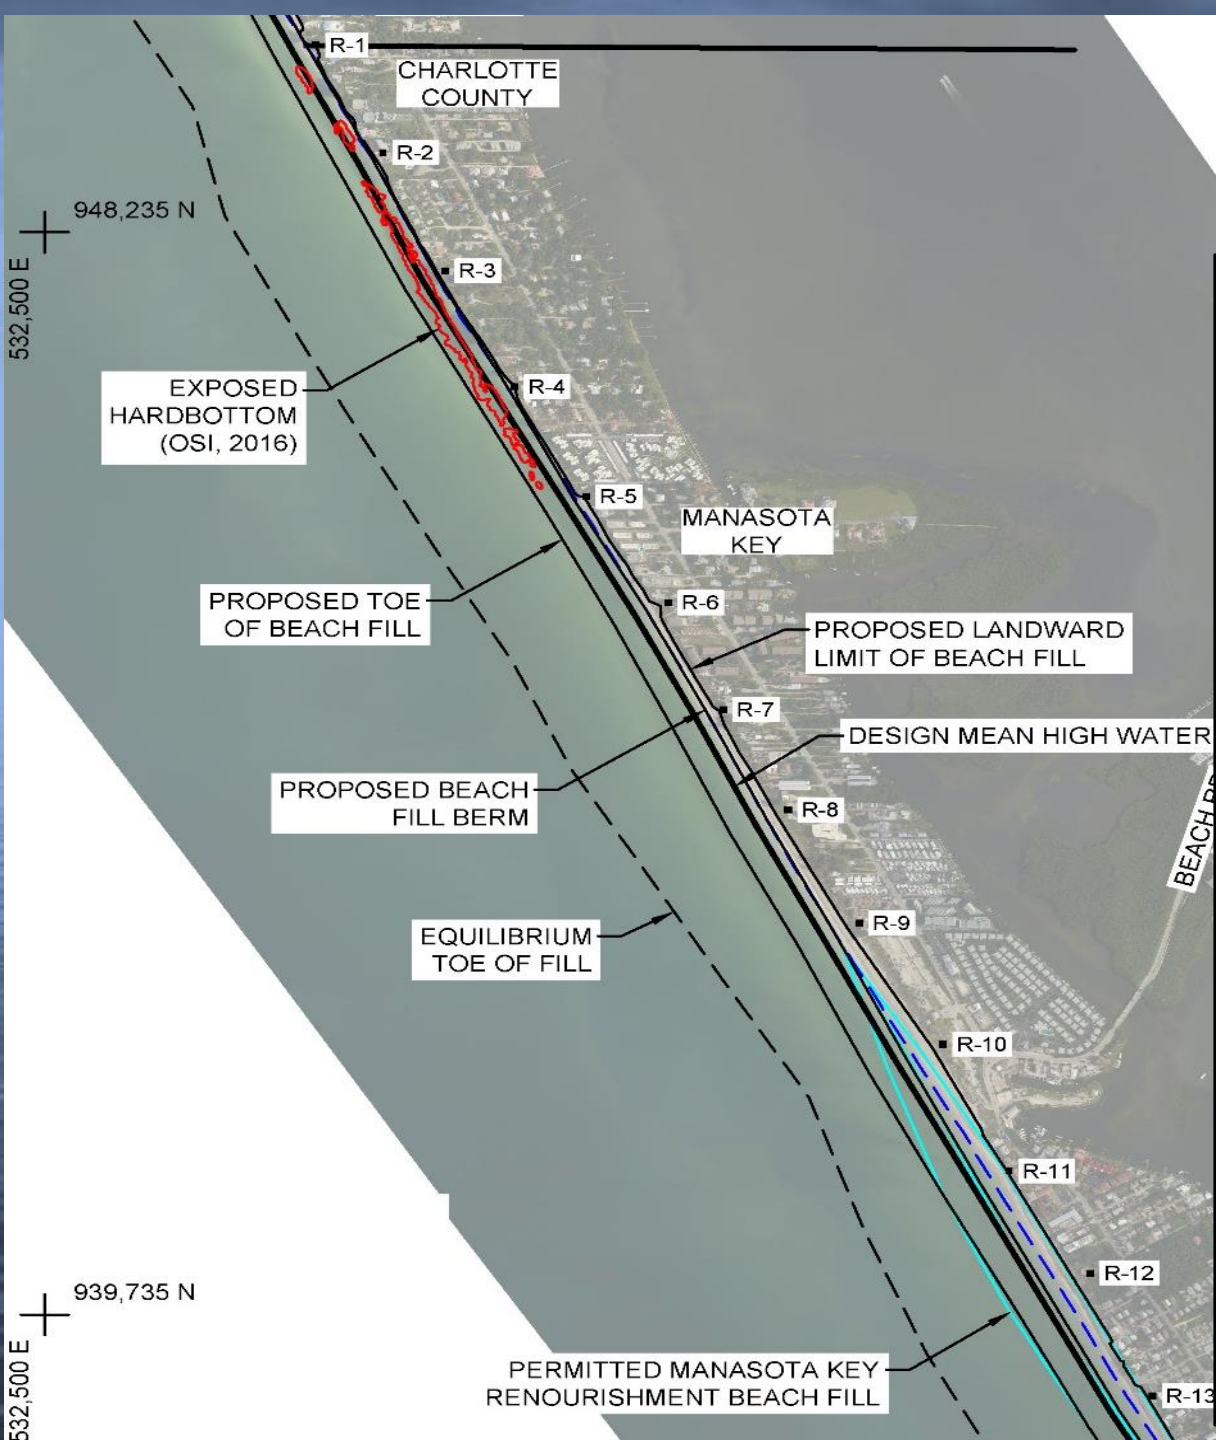 R-1
CHARLOTTE
COUNTY
R-2
948,235 N
532,500 E
R-3
EXPOSED
HARDBOTTOM
(OSI, 2016)
R-4
R-5
MANASOTA
KEY
PROPOSED TOE
OF BEACH FILL
R-6
PROPOSED LANDWARD
LIMIT OF BEACH FILL
R-7
DESIGN MEAN HIGH WATER
PROPOSED BEACH
FILL BERM
R-8
BEACH
R-9
EQUILIBRIUM
TOE OF FILL
R-10
R-11
R-12
939,735 N
532,500 E
PERMITTED MANASOTA KEY
RENOURISHMENT BEACH FILL
R-13